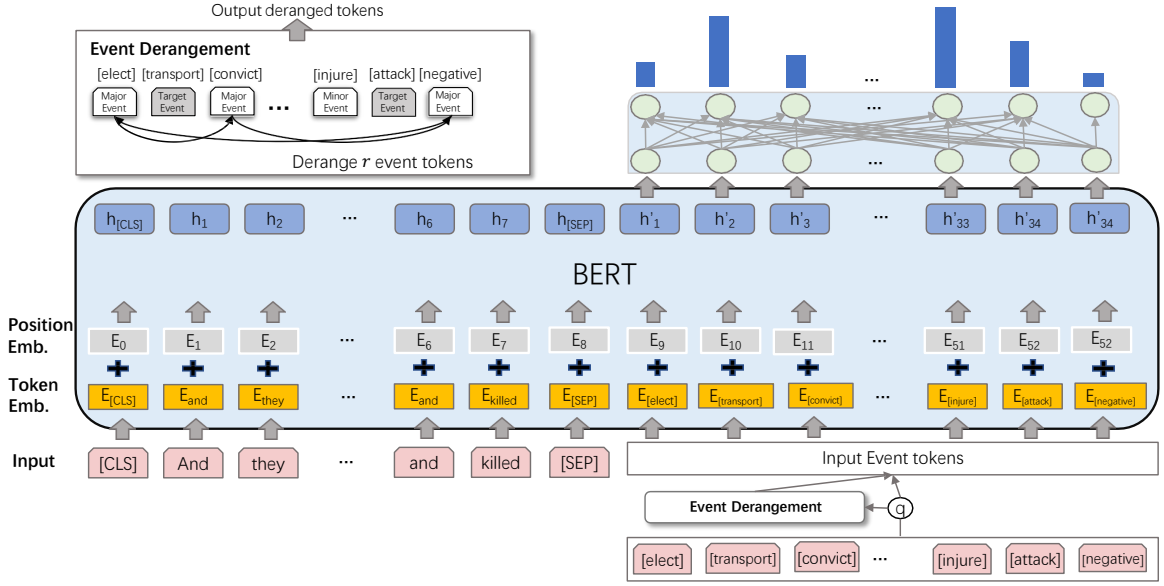 Output deranged tokens
Event Derangement
[elect] [transport] [convict] [injure] [attack] [negative]
Major Event Target Event Major Event ... Minor Event Target Event Major Event
Derange r event tokens
...
...
h[CLS] h1 h2 ... h6 h7 h[SEP] h'1 h'2 h'3 ... h'33 h'34 h'34
BERT
Position Emb. E0 E1 E2 ... E6 E7 E8 E9 E10 E11 ... E51 E52 E52
Token Emb. E[CLS] Eand Ethey ... Eand Ekilled E[SEP] E[elect] E[transport] E[convict] ... E[injure] E[attack] E[negative]
Input [CLS] And they ... and killed [SEP] Input Event tokens
Event Derangement q
[elect] [transport] [convict] ... [injure] [attack] [negative]